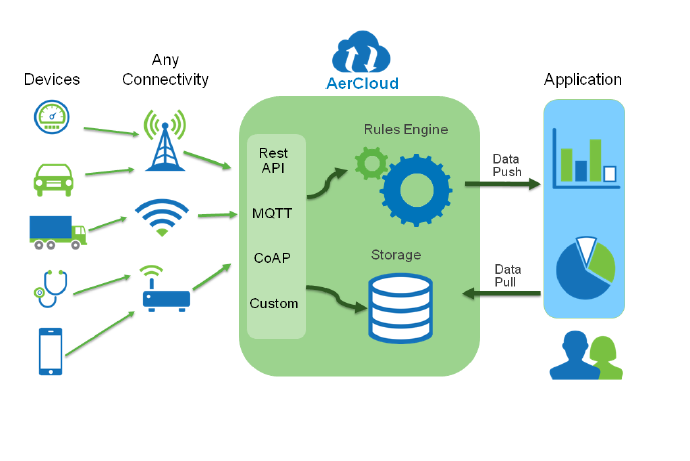 Devices
Any
Connectivity
AerCloud
Application
Rest
API
MQTT
CoAP
Custom
Rules Engine
Storage
Data
Push
Data
Pull